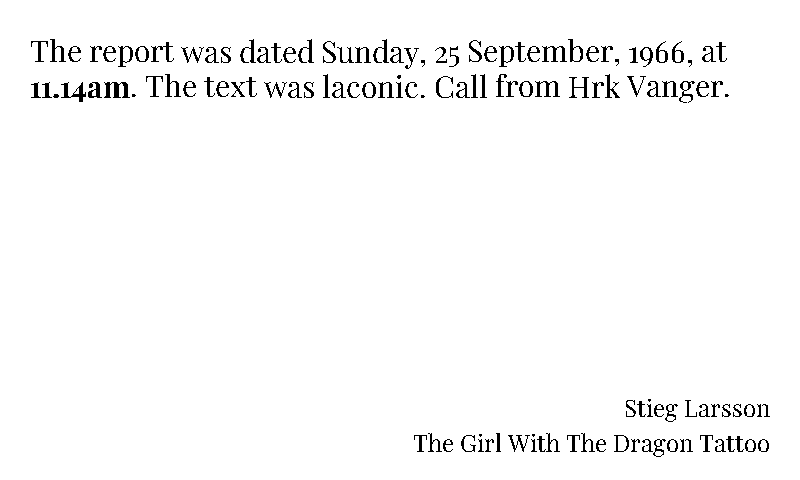 The report was dated Sunday, 25 September, 1966, at
11.14am. The text was laconic. Call from Hrk Vanger.
Stieg Larsson
The Girl With The Dragon Tattoo